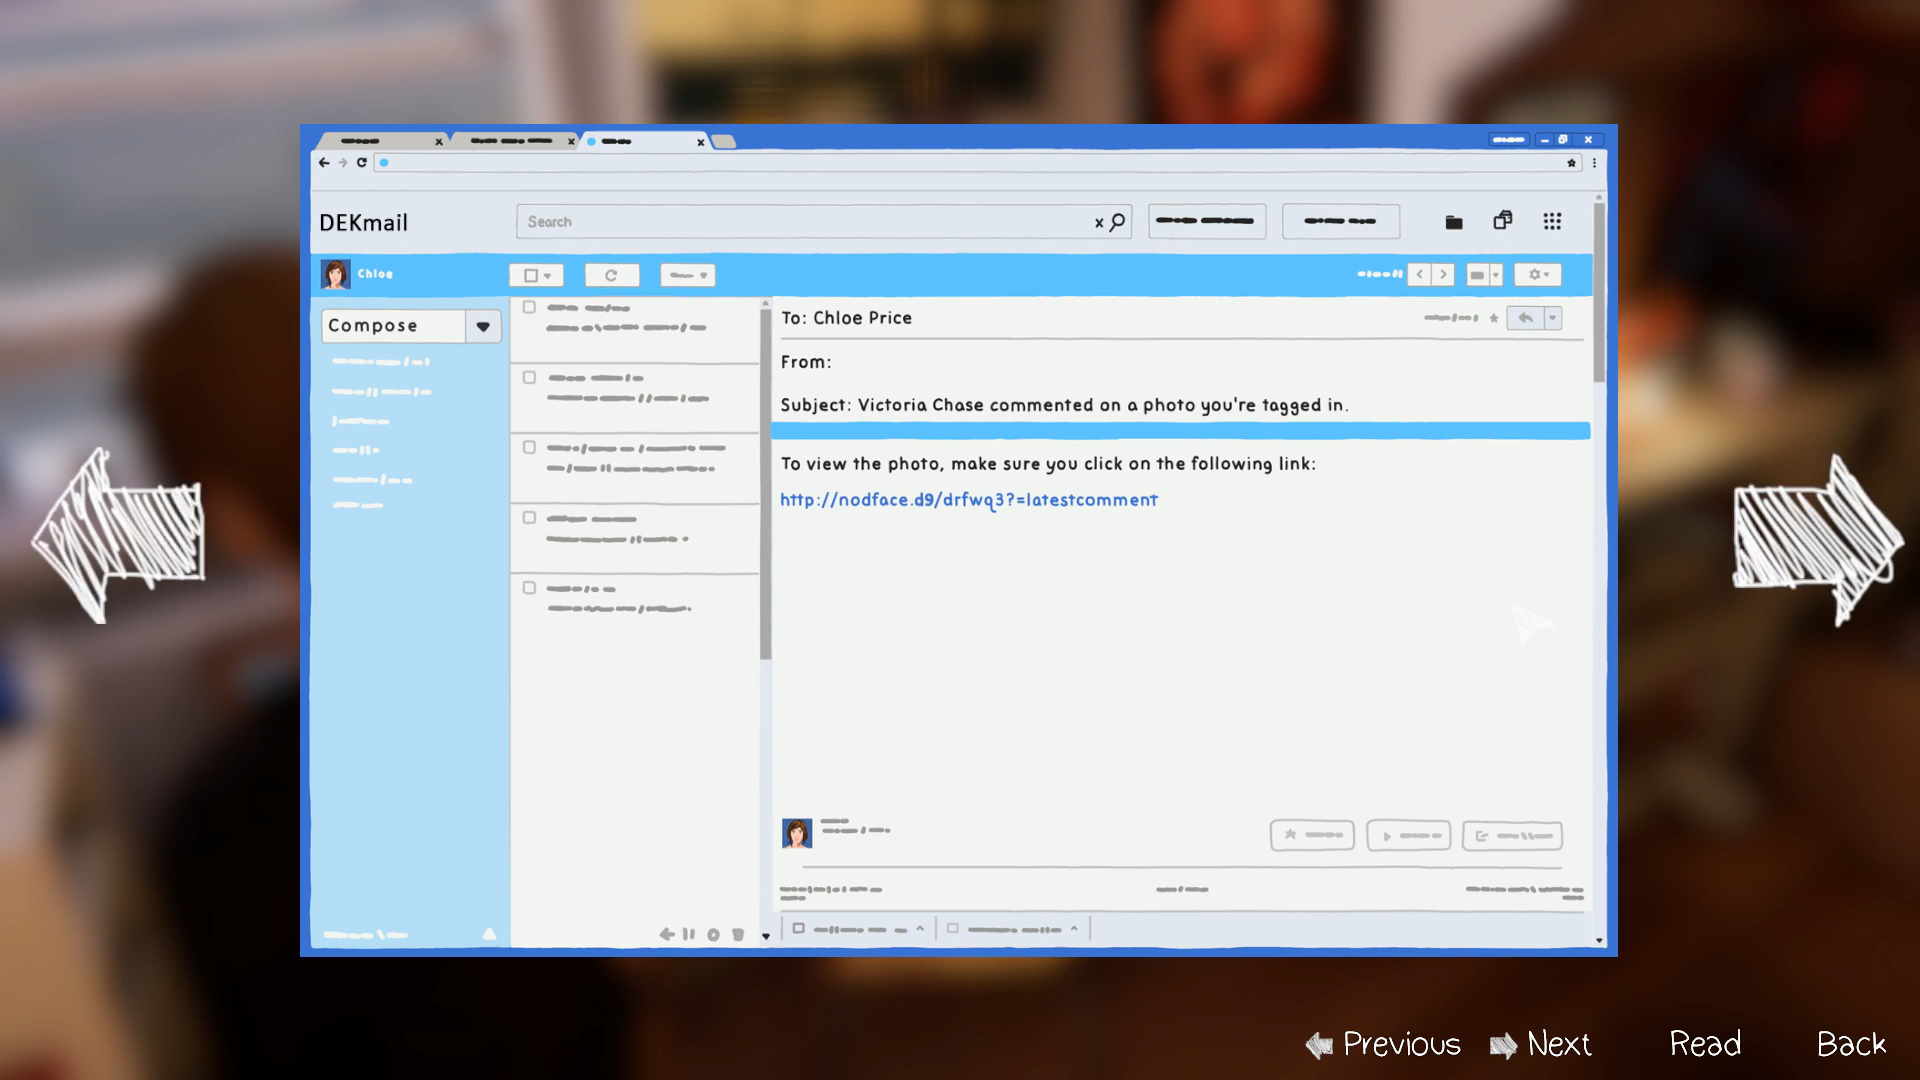 DEKmail
Search
Chloe
Compose
To: Chloe Price
From:
Subject: Victoria Chase commented on a photo you're tagged in.
To view the photo, make sure you click on the following link:
http://nodface.d9/drfwq3?=latestcomment
Previous
Next
Read
Back